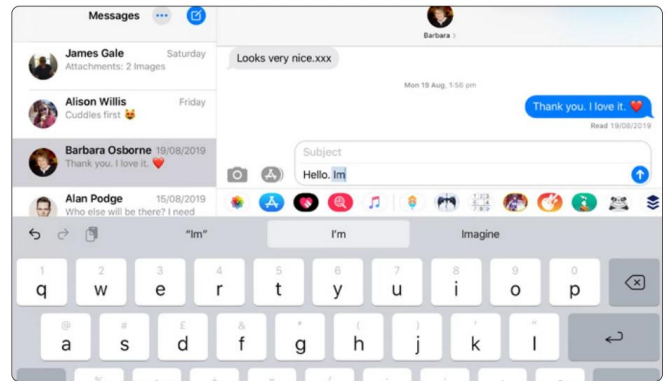 Messages
James Gale Saturday
Attachments: 2 Images
Alison Willis Friday
Cuddles first 😻
Barbara Osborne 19/08/2019
Thank you. I love it. ❤️
Alan Podge 15/08/2019
Who else will be there? I need
Barbara >
Looks very nice.xxx
Mon 19 Aug, 1:56 pm
Thank you. I love it. ❤️
Read 19/08/2019
Subject
Hello. Im
"Im" I'm Imagine
1 2 3 4 5 6 7 8 9 0
q w e r t y u i o p
@ # £ & * ( ) ' "
a s d f g h j k l